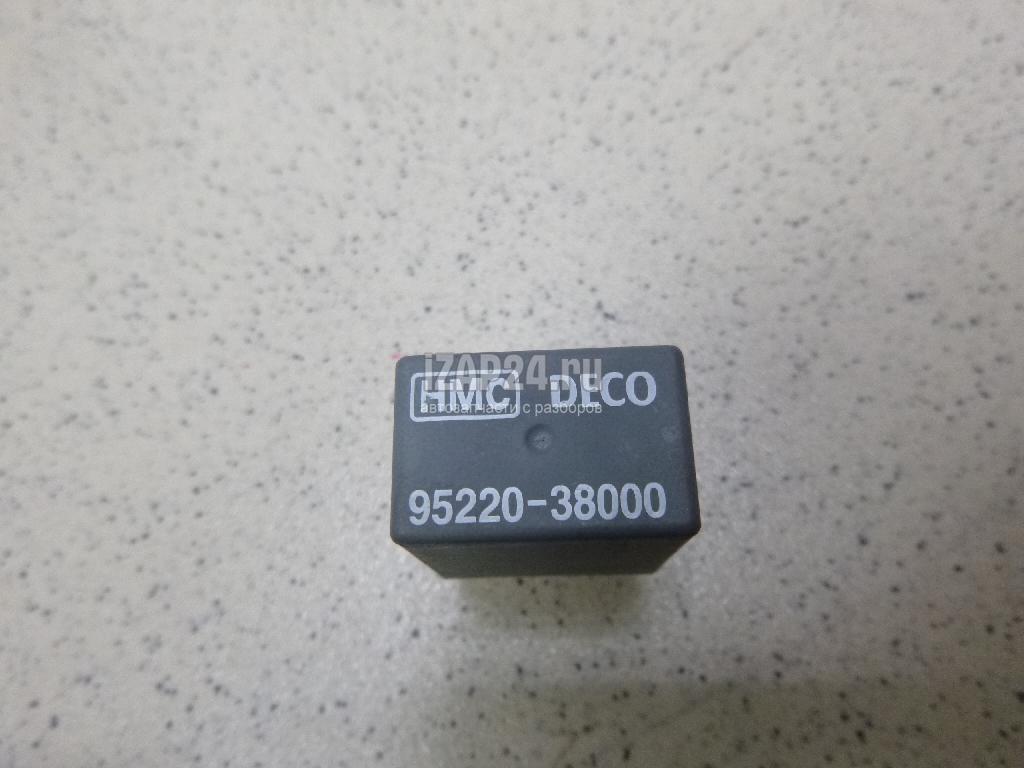 iZAP24.ru
HMC DECO
автозапчасти с разборов
95220-38000